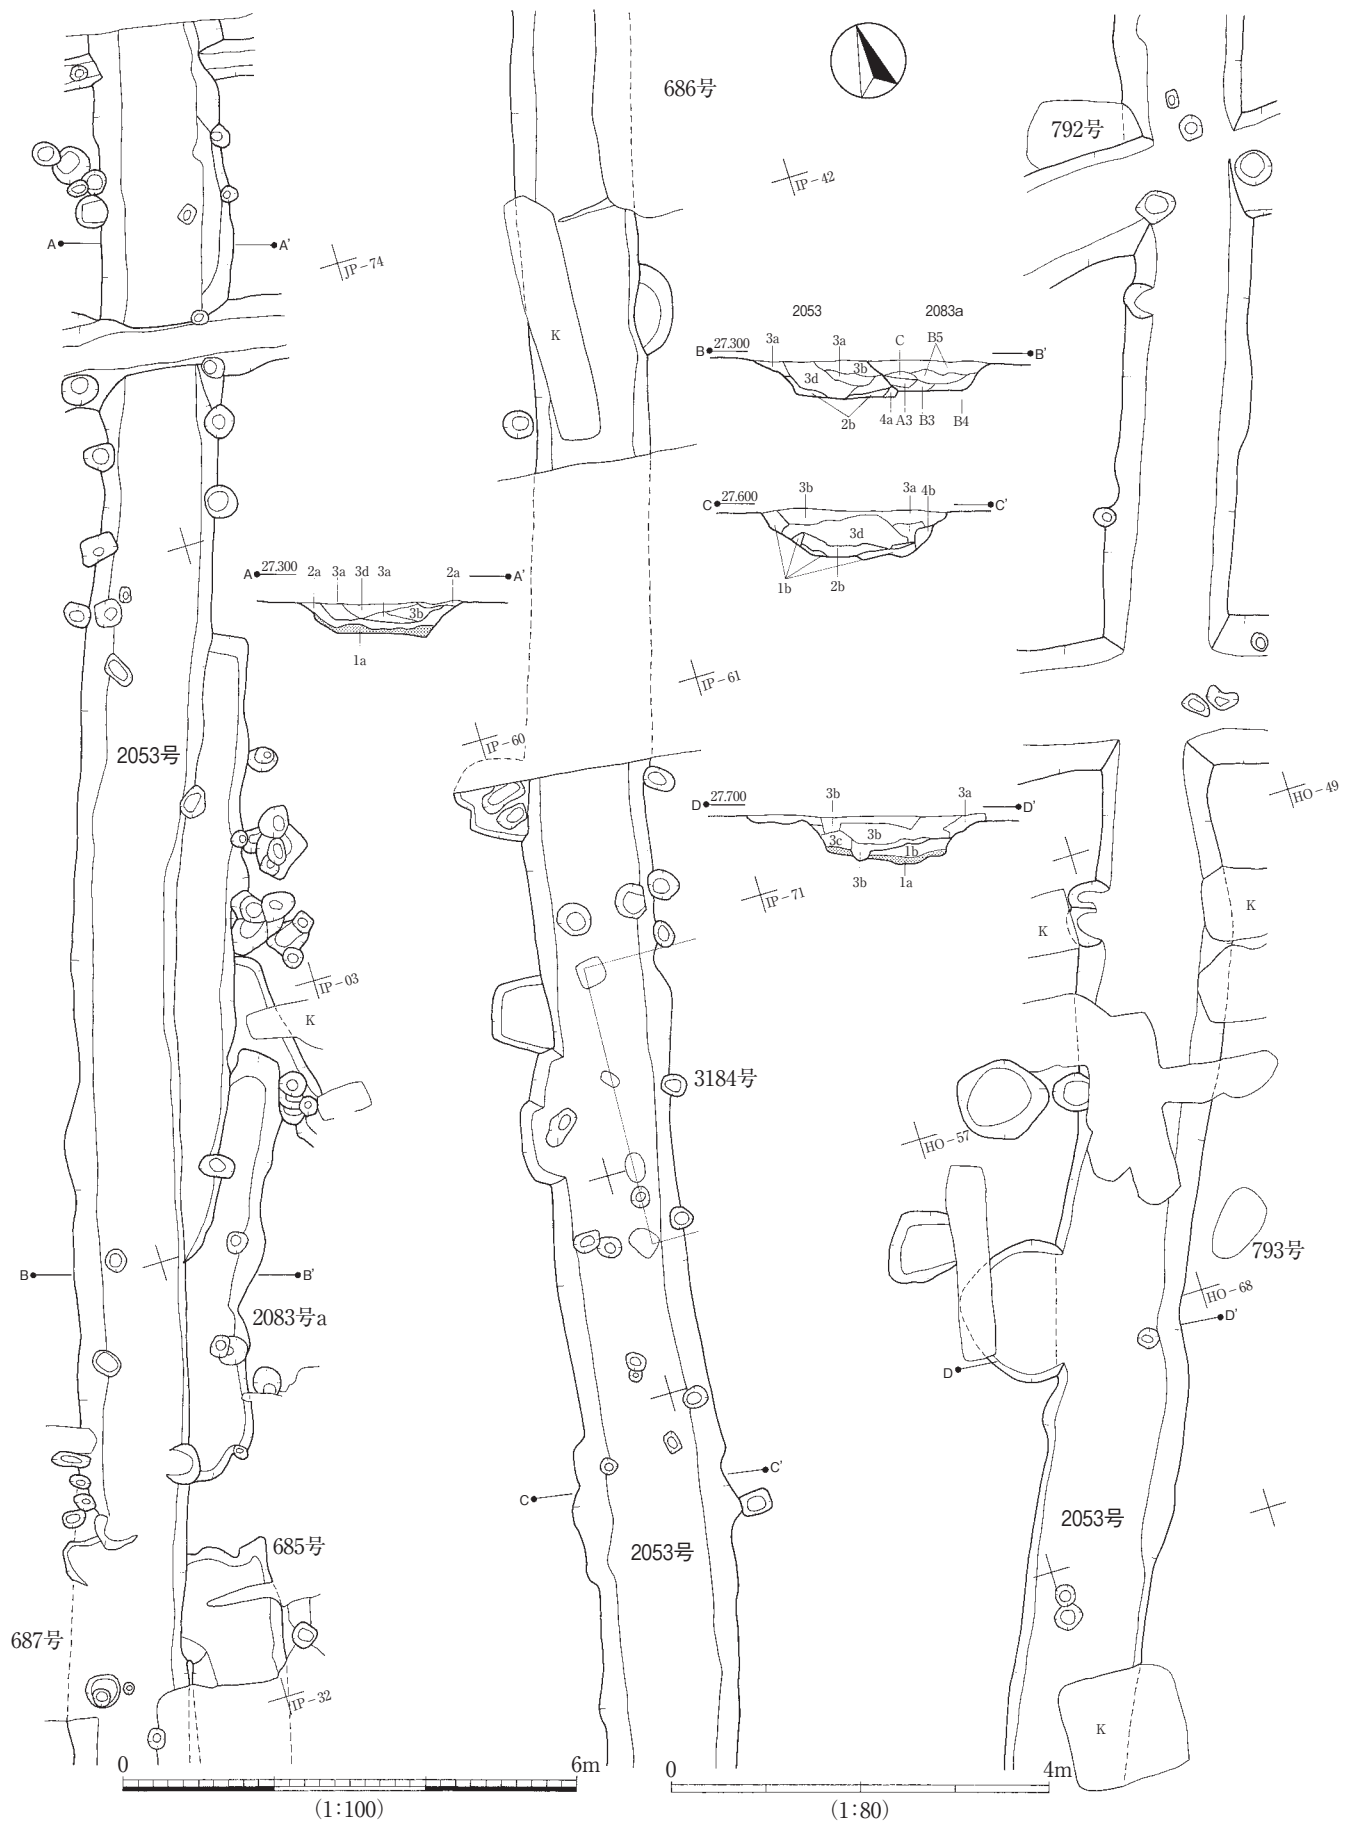 686号
792号
IP-42
A
A'
JP-74
K
2053
2083a
B
27.300
3a
3a
C
B5
B'
3b
3d
2b
4a
A3
B3
B4
C
27.600
3b
3a
4b
C'
3d
1b
2b
A
27.300
2a
3a
3d
3a
2a
A'
3b
1a
IP-61
2053号
IP-60
HO-49
D
27.700
3b
3a
D'
3b
3c
1b
3b
1a
IP-71
K
K
IP-03
K
3184号
HO-57
793号
B
B'
HO-68
D'
2083号a
D
C'
C
2053号
685号
2053号
687号
IP-32
K
0
6m
(1:100)
0
4m
(1:80)